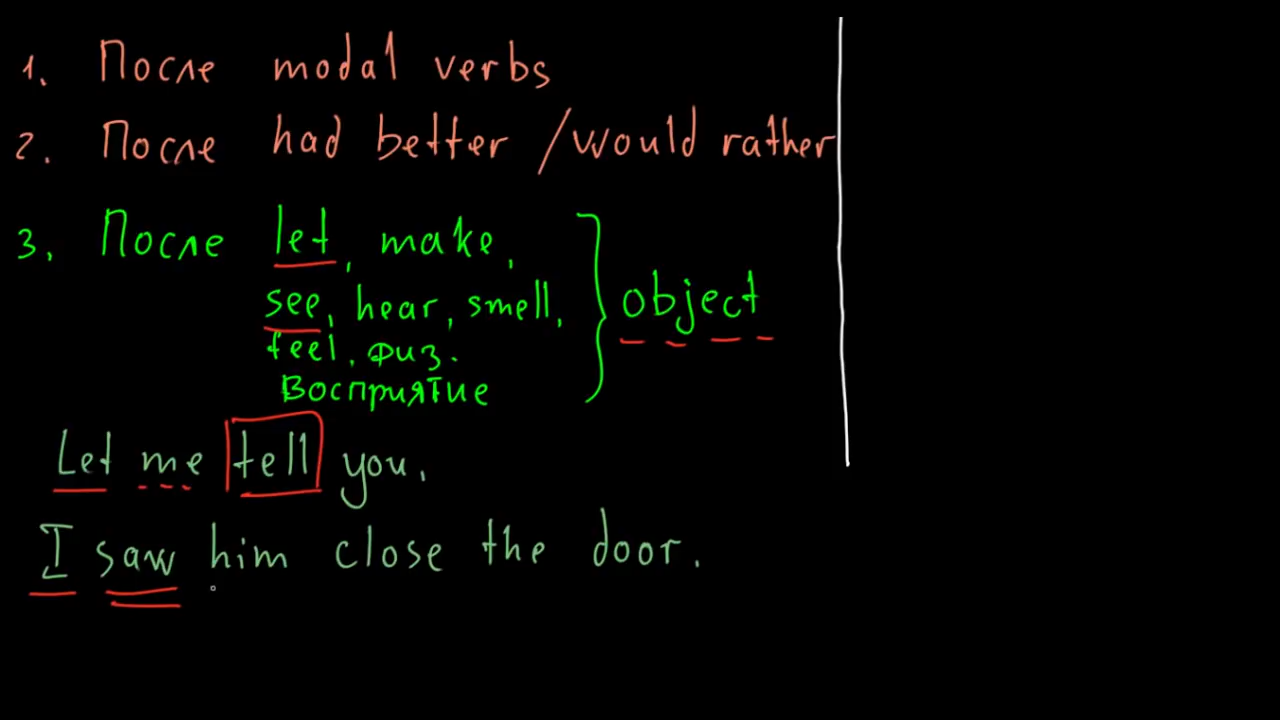 1. После modal verbs
2. После had better /would rather
3. После let, make,
see, hear, smell,
feel, физ.
Восприятие
object
Let me tell you.
I saw him close the door.